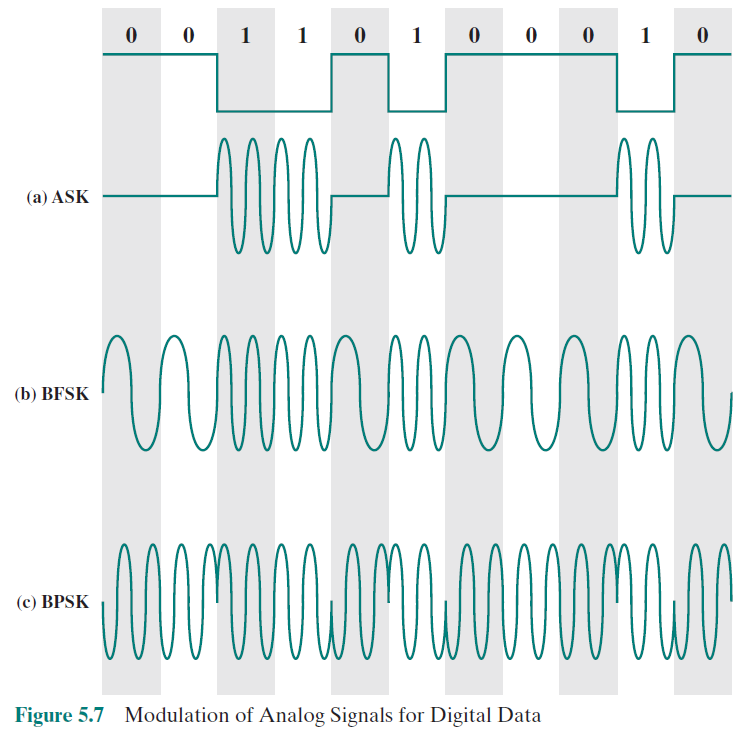 0 0 1 1 0 1 0 0 0 1 0
(a) ASK
(b) BFSK
(c) BPSK
Figure 5.7 Modulation of Analog Signals for Digital Data